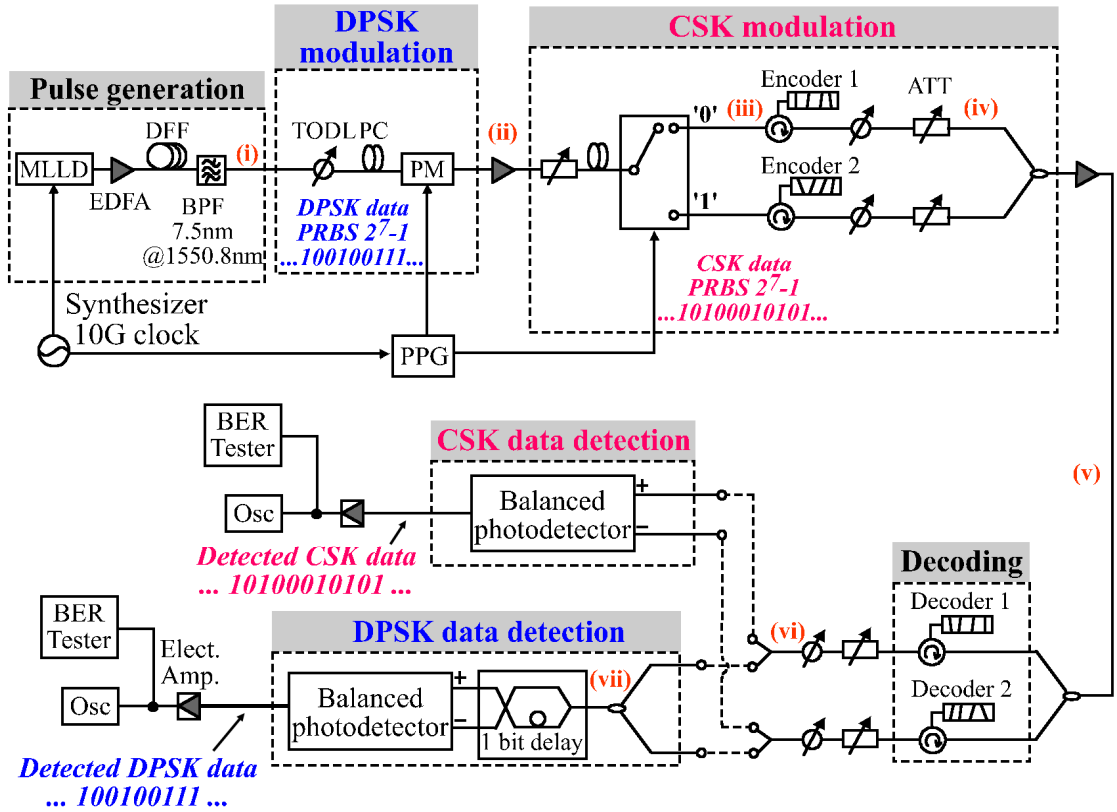 DPSK
modulation
CSK modulation
Pulse generation
MLLD
EDFA
DFF
BPF
7.5nm
@1550.8nm
(i)
TODL PC
PM
DPSK data
PRBS 2⁷-1
...100100111...
(ii)
'0'
'1'
(iii)
Encoder 1
ATT
(iv)
Encoder 2
CSK data
PRBS 2⁷-1
...10100010101...
Synthesizer
10G clock
PPG
(v)
CSK data detection
BER
Tester
Osc
Balanced
photodetector
+
−
Detected CSK data
... 10100010101 ...
Decoding
Decoder 1
Decoder 2
(vi)
DPSK data detection
BER
Tester
Osc
Elect.
Amp.
Balanced
photodetector
+
−
1 bit delay
(vii)
Detected DPSK data
... 100100111 ...